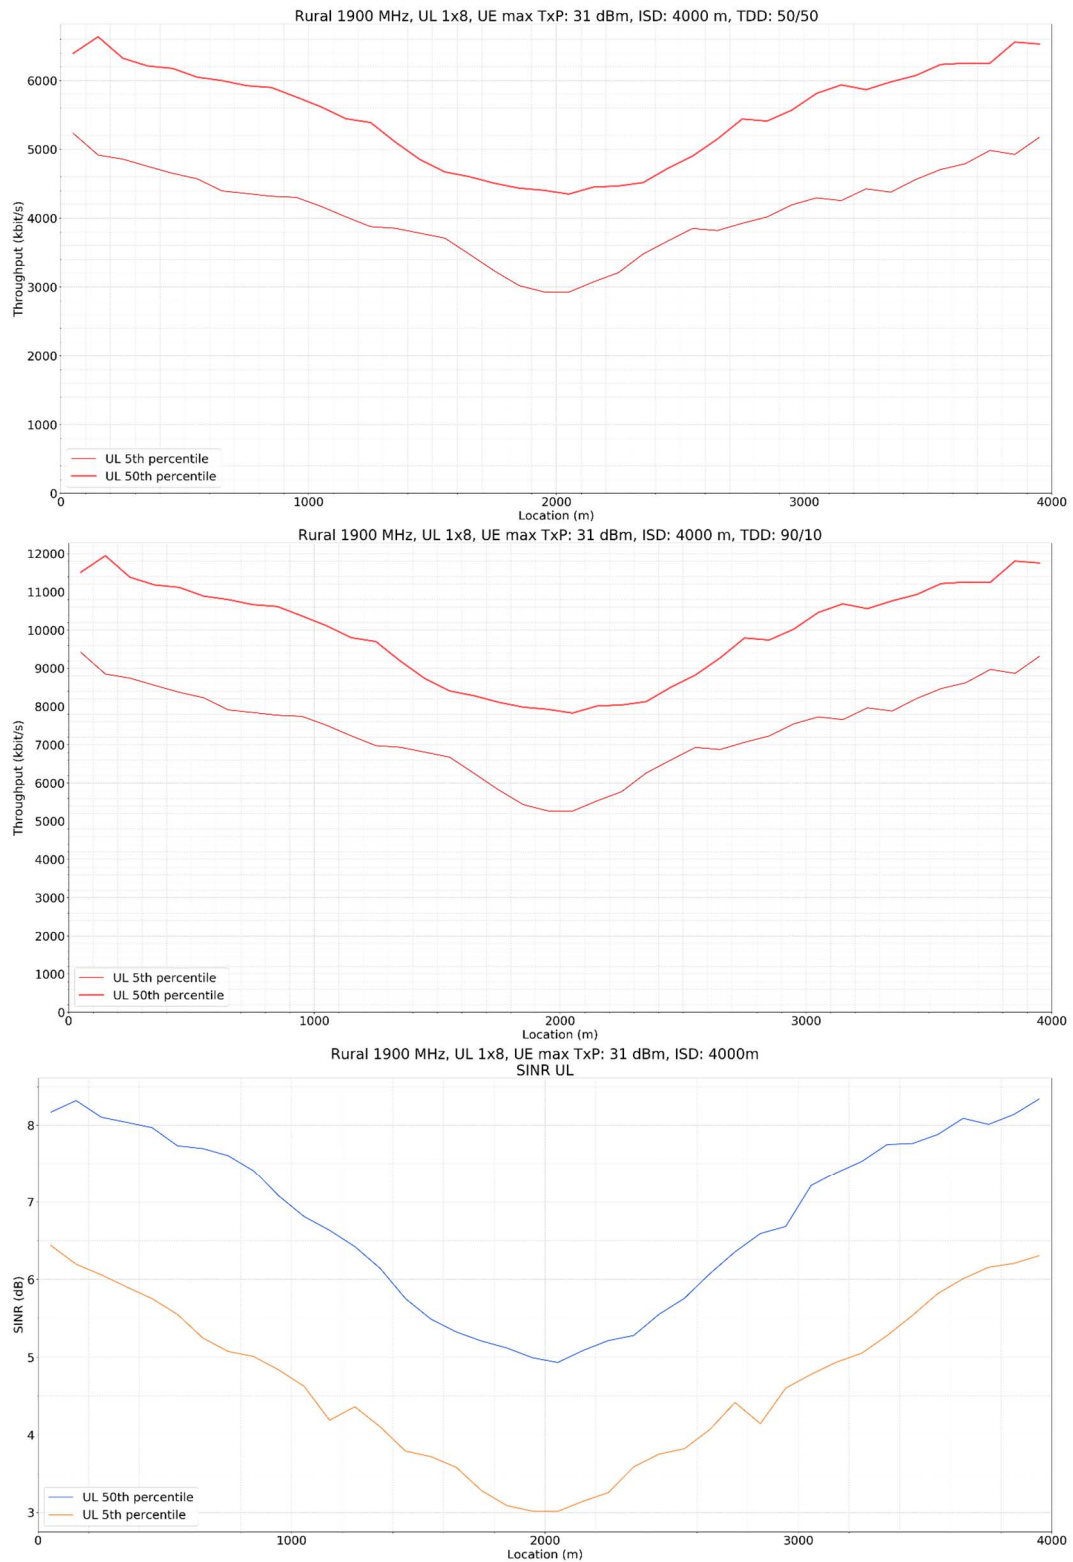 Rural 1900 MHz, UL 1x8, UE max TxP: 31 dBm, ISD: 4000 m, TDD: 50/50
6000
5000
4000
3000
2000
1000
0
Throughput (kbit/s)
UL 5th percentile
UL 50th percentile
0 1000 2000 3000 4000
Location (m)
Rural 1900 MHz, UL 1x8, UE max TxP: 31 dBm, ISD: 4000 m, TDD: 90/10
12000
11000
10000
9000
8000
7000
6000
5000
4000
3000
2000
1000
0
Throughput (kbit/s)
UL 5th percentile
UL 50th percentile
0 1000 2000 3000 4000
Location (m)
Rural 1900 MHz, UL 1x8, UE max TxP: 31 dBm, ISD: 4000m
SINR UL
8
7
6
5
4
3
SINR (dB)
UL 50th percentile
UL 5th percentile
0 1000 2000 3000 4000
Location (m)